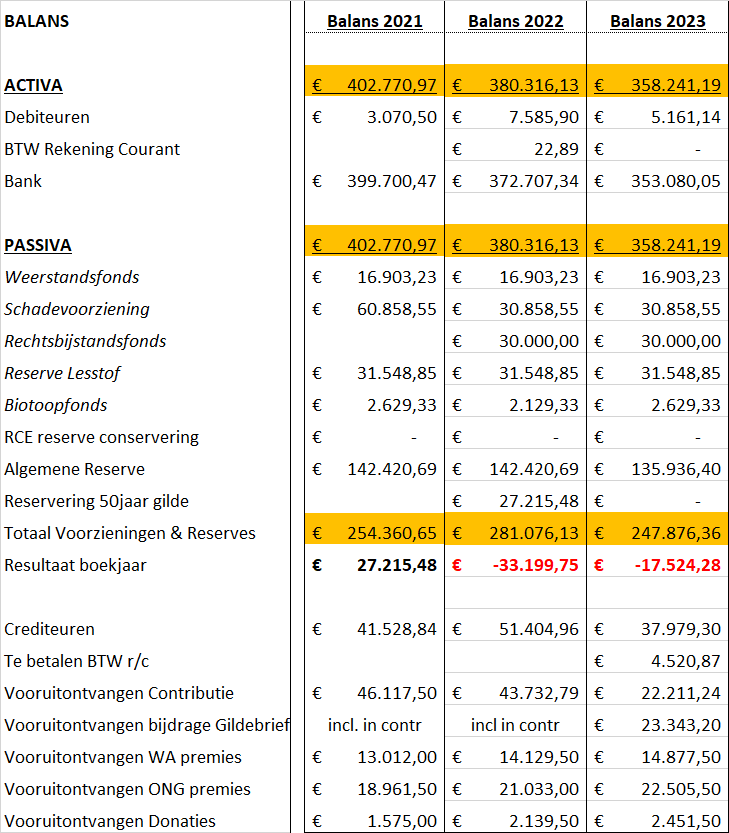 BALANS Balans 2021 Balans 2022 Balans 2023
ACTIVA € 402.770,97 € 380.316,13 € 358.241,19
Debiteuren € 3.070,50 € 7.585,90 € 5.161,14
BTW Rekening Courant € 22,89 € -
Bank € 399.700,47 € 372.707,34 € 353.080,05
PASSIVA € 402.770,97 € 380.316,13 € 358.241,19
Weerstandsfonds € 16.903,23 € 16.903,23 € 16.903,23
Schadevoorziening € 60.858,55 € 30.858,55 € 30.858,55
Rechtsbijstandsfonds € 30.000,00 € 30.000,00
Reserve Lesstof € 31.548,85 € 31.548,85 € 31.548,85
Biotoopfonds € 2.629,33 € 2.129,33 € 2.629,33
RCE reserve conservering € - € - € -
Algemene Reserve € 142.420,69 € 142.420,69 € 135.936,40
Reservering 50jaar gilde € 27.215,48 € -
Totaal Voorzieningen & Reserves € 254.360,65 € 281.076,13 € 247.876,36
Resultaat boekjaar € 27.215,48 € -33.199,75 € -17.524,28
Crediteuren € 41.528,84 € 51.404,96 € 37.979,30
Te betalen BTW r/c € 4.520,87
Vooruitontvangen Contributie € 46.117,50 € 43.732,79 € 22.211,24
Vooruitontvangen bijdrage Gildebrief incl. in contr incl in contr € 23.343,20
Vooruitontvangen WA premies € 13.012,00 € 14.129,50 € 14.877,50
Vooruitontvangen ONG premies € 18.961,50 € 21.033,00 € 22.505,50
Vooruitontvangen Donaties € 1.575,00 € 2.139,50 € 2.451,50